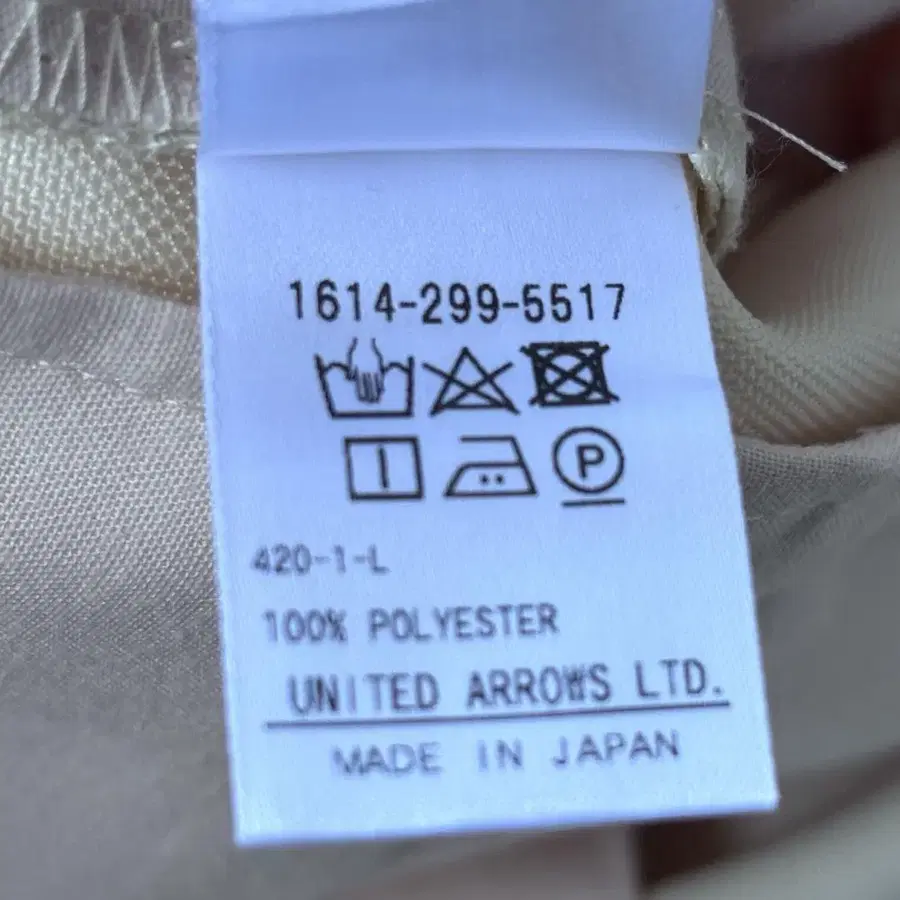 1614-299-5517
P
420-1-L
100% POLYESTER
UNITED ARROWS LTD.
MADE IN JAPAN